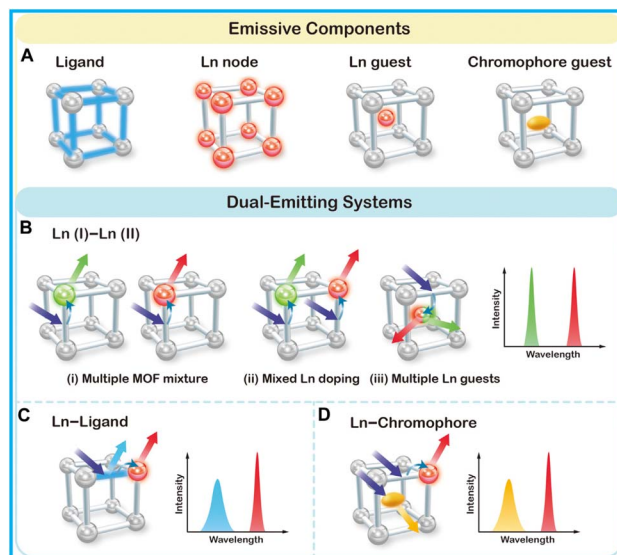 Emissive Components
A
Ligand
Ln node
Ln guest
Chromophore guest
Dual-Emitting Systems
B
Ln (I)–Ln (II)
(i) Multiple MOF mixture
(ii) Mixed Ln doping
(iii) Multiple Ln guests
Intensity
Wavelength
C
Ln–Ligand
Intensity
Wavelength
D
Ln–Chromophore
Intensity
Wavelength